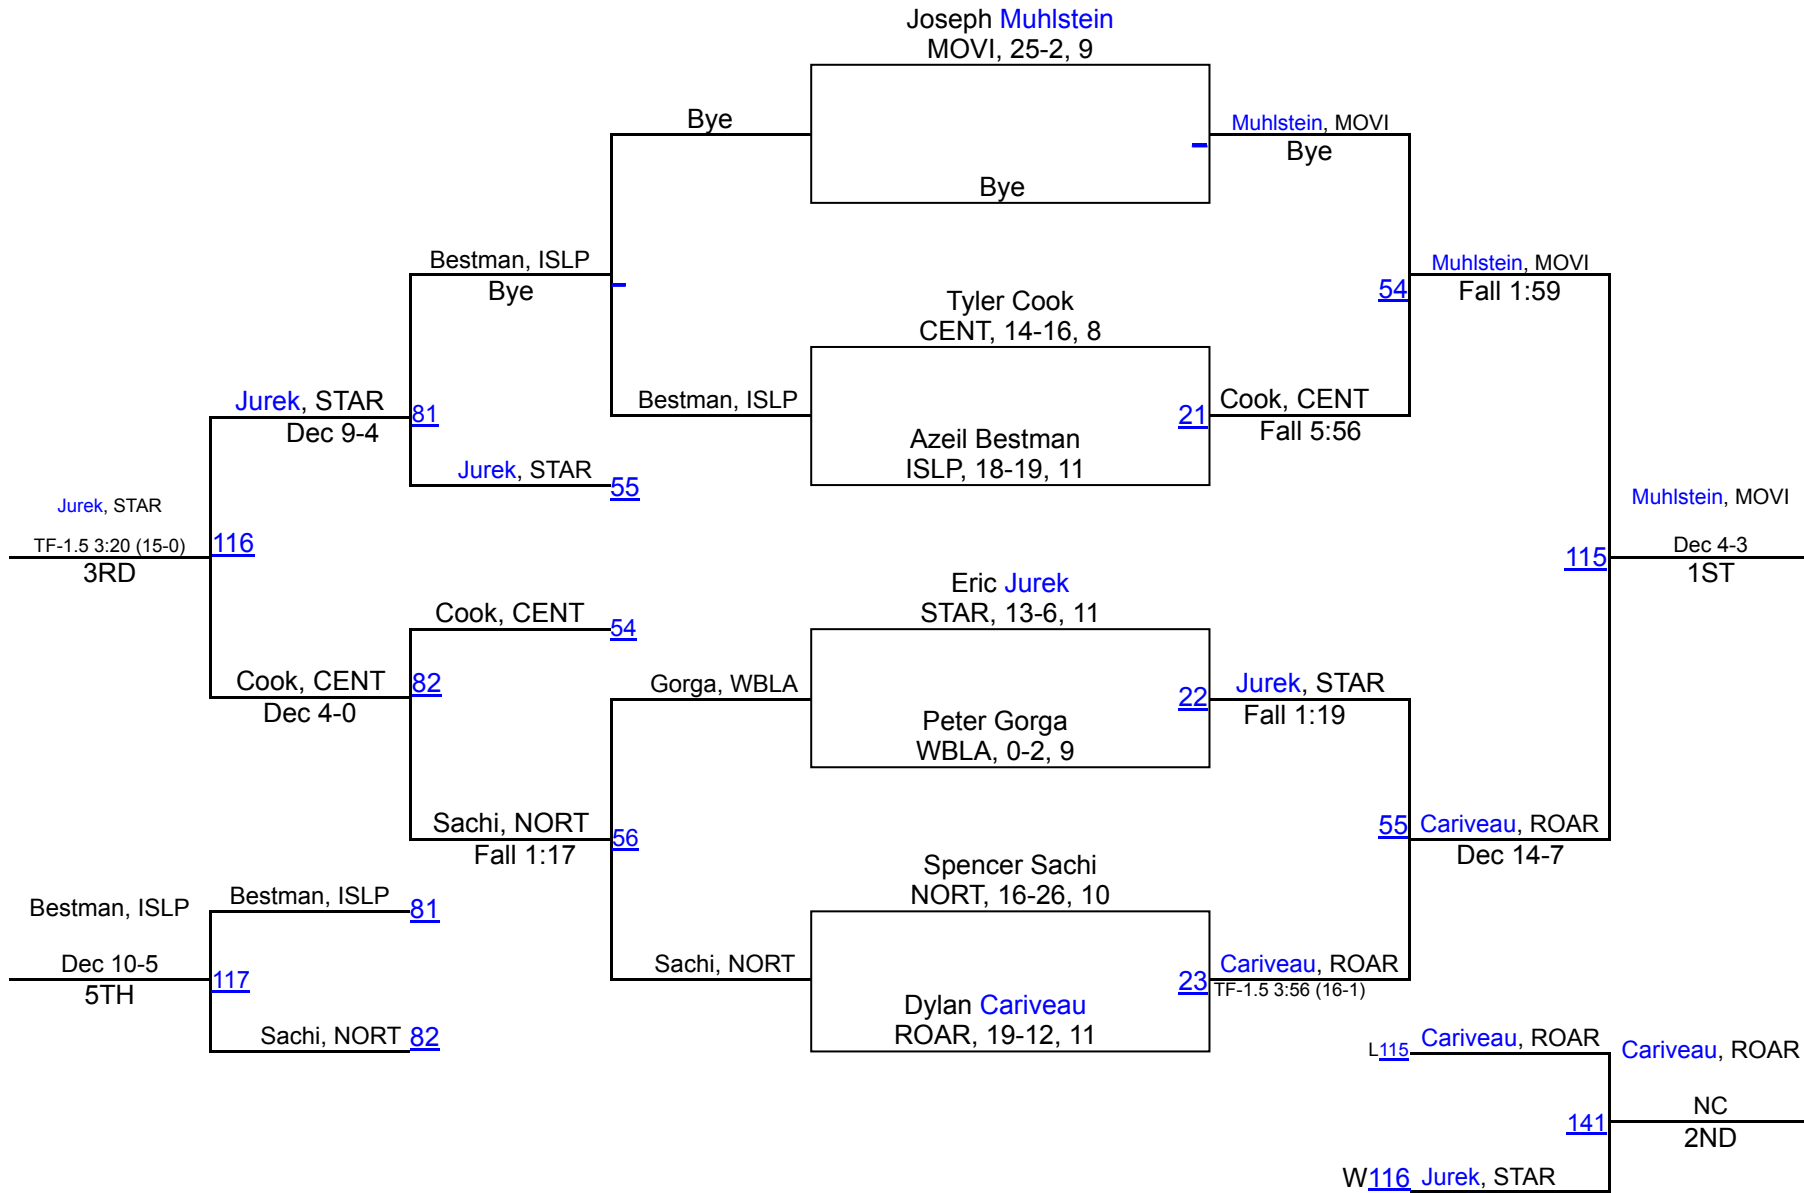 Joseph Muhlstein
MOVI, 25-2, 9
Bye
Muhlstein, MOVI
Bye
Bye
Bestman, ISLP
Bye
Muhlstein, MOVI
54
Fall 1:59
Tyler Cook
CENT, 14-16, 8
Jurek, STAR
81
Dec 9-4
Bestman, ISLP
21
Cook, CENT
Fall 5:56
Azeil Bestman
ISLP, 18-19, 11
Jurek, STAR
55
Jurek, STAR
TF-1.5 3:20 (15-0)
116
3RD
Muhlstein, MOVI
115
Dec 4-3
1ST
Eric Jurek
STAR, 13-6, 11
Cook, CENT
54
Cook, CENT
82
Dec 4-0
Gorga, WBLA
22
Jurek, STAR
Fall 1:19
Peter Gorga
WBLA, 0-2, 9
Sachi, NORT
56
Fall 1:17
55
Cariveau, ROAR
Dec 14-7
Spencer Sachi
NORT, 16-26, 10
Bestman, ISLP
Bestman, ISLP
81
Dec 10-5
117
5TH
Sachi, NORT
23
Cariveau, ROAR
TF-1.5 3:56 (16-1)
Dylan Cariveau
ROAR, 19-12, 11
Sachi, NORT
82
L115
Cariveau, ROAR
Cariveau, ROAR
141
NC
2ND
W116
Jurek, STAR